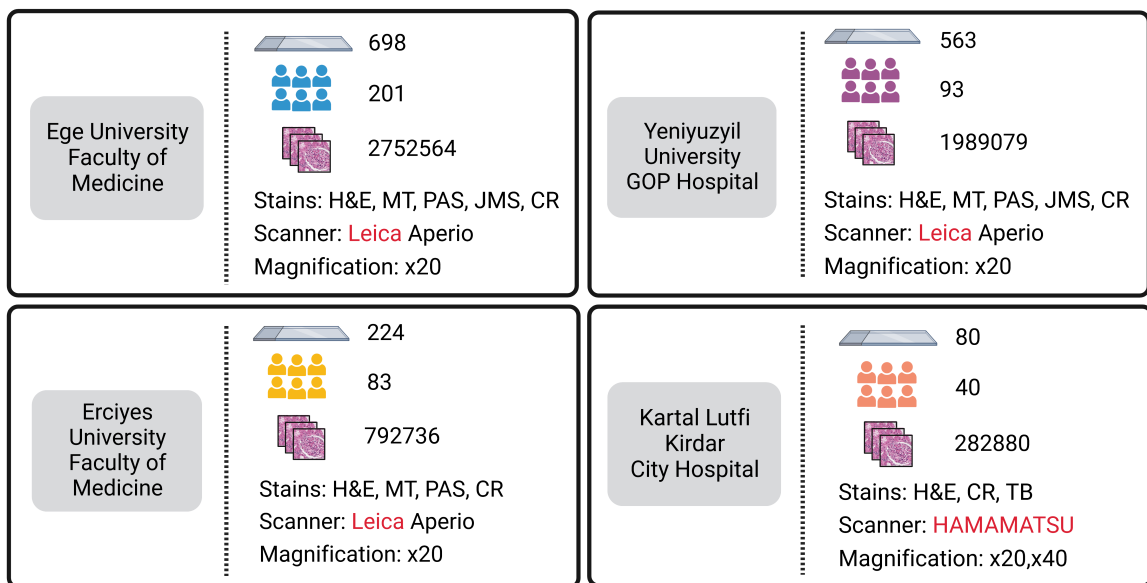 698
201
Ege University
Faculty of
Medicine
2752564
Stains: H&E, MT, PAS, JMS, CR
Scanner: Leica Aperio
Magnification: x20
563
93
Yeniyuzyil
University
GOP Hospital
1989079
Stains: H&E, MT, PAS, JMS, CR
Scanner: Leica Aperio
Magnification: x20
224
83
Erciyes
University
Faculty of
Medicine
792736
Stains: H&E, MT, PAS, CR
Scanner: Leica Aperio
Magnification: x20
80
40
Kartal Lutfi
Kirdar
City Hospital
282880
Stains: H&E, CR, TB
Scanner: HAMAMATSU
Magnification: x20,x40